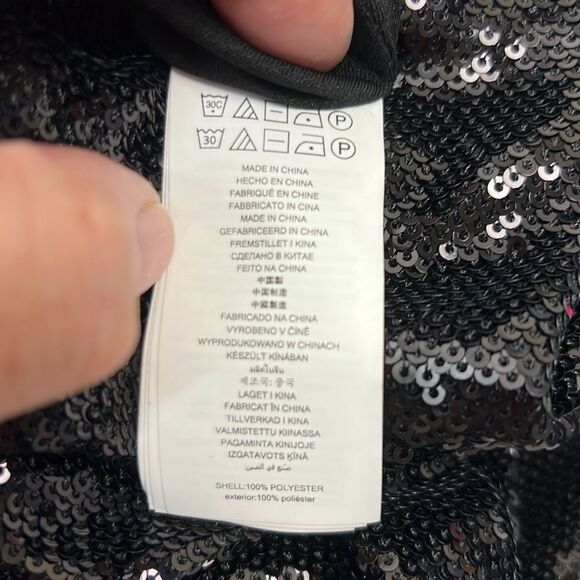 30C P
30 P
MADE IN CHINA
HECHO EN CHINA
FABRIQUÉ EN CHINE
FABBRICATO IN CINA
MADE IN CHINA
GEFABRICEERD IN CHINA
FREMSTILLET I KINA
СДЕЛАНО В КИТАЕ
FEITO NA CHINA
中国製
中国制造
中國製造
FABRICADO NA CHINA
VYROBENO V ČÍNĚ
WYPRODUKOWANO W CHINACH
KÉSZÜLT KÍNÁBAN
ผลิตในจีน
제조국: 중국
LAGET I KINA
FABRICAT ÎN CHINA
TILLVERKAD I KINA
VALMISTETTU KIINASSA
PAGAMINTA KINIJOJE
IZGATAVOTS ĶĪNĀ
صنع في الصين
SHELL:100% POLYESTER
exterior:100% poliéster